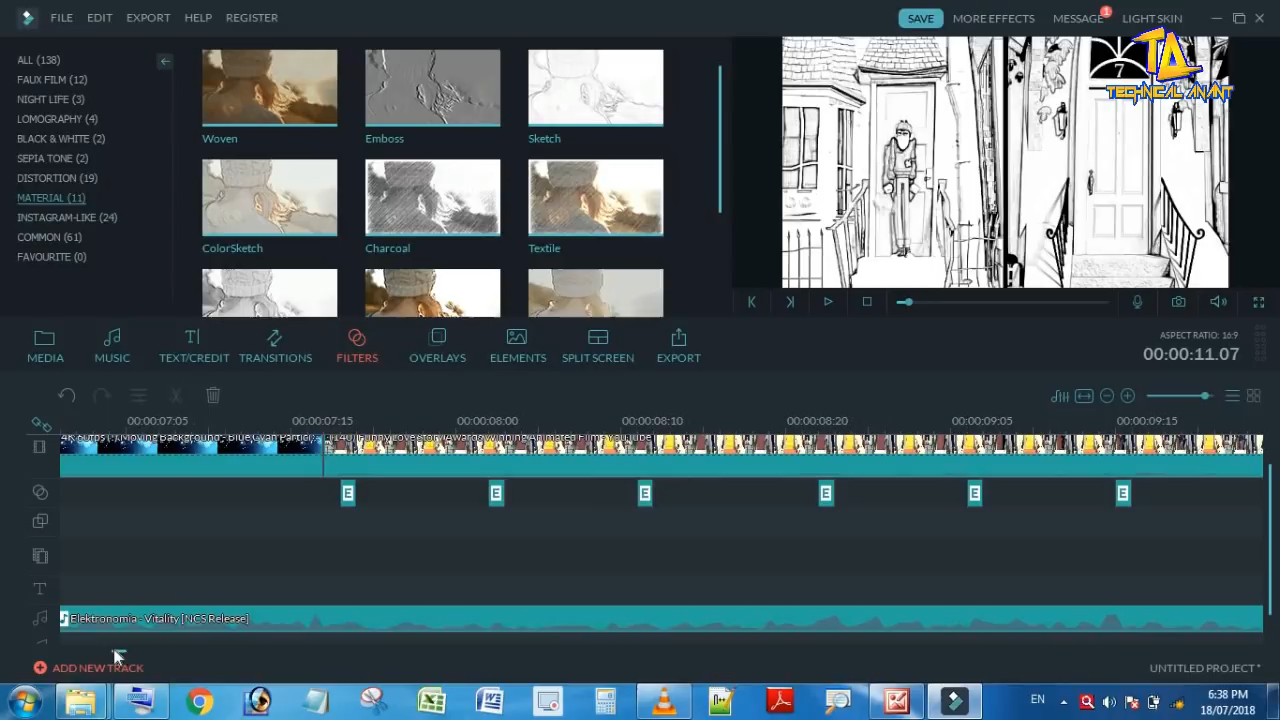 FILE EDIT EXPORT HELP REGISTER
SAVE MORE EFFECTS MESSAGE 1 LIGHT SKIN
ALL (138)
FAUX FILM (12)
NIGHT LIFE (3)
LOMOGRAPHY (4)
BLACK & WHITE (2)
SEPIA TONE (2)
DISTORTION (19)
MATERIAL (11)
INSTAGRAM-LIKE (24)
COMMON (61)
FAVOURITE (0)
Woven Emboss Sketch
ColorSketch Charcoal Textile
7
TA
TECHNICAL ANANT
MEDIA MUSIC TEXT/CREDIT TRANSITIONS FILTERS OVERLAYS ELEMENTS SPLIT SCREEN EXPORT
ASPECT RATIO: 16:9
00:00:11.07
00:00:07:05 00:00:07:15 00:00:08:00 00:00:08:10 00:00:08:20 00:00:09:05 00:00:09:15
E E E E E E
Elektronomia - Vitality [NCS Release]
ADD NEW TRACK
UNTITLED PROJECT*
EN
6:38 PM
18/07/2018